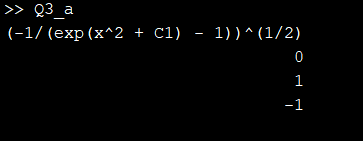 >> Q3_a
(-1/(exp(x^2 + C1) - 1))^(1/2)
0
1
-1